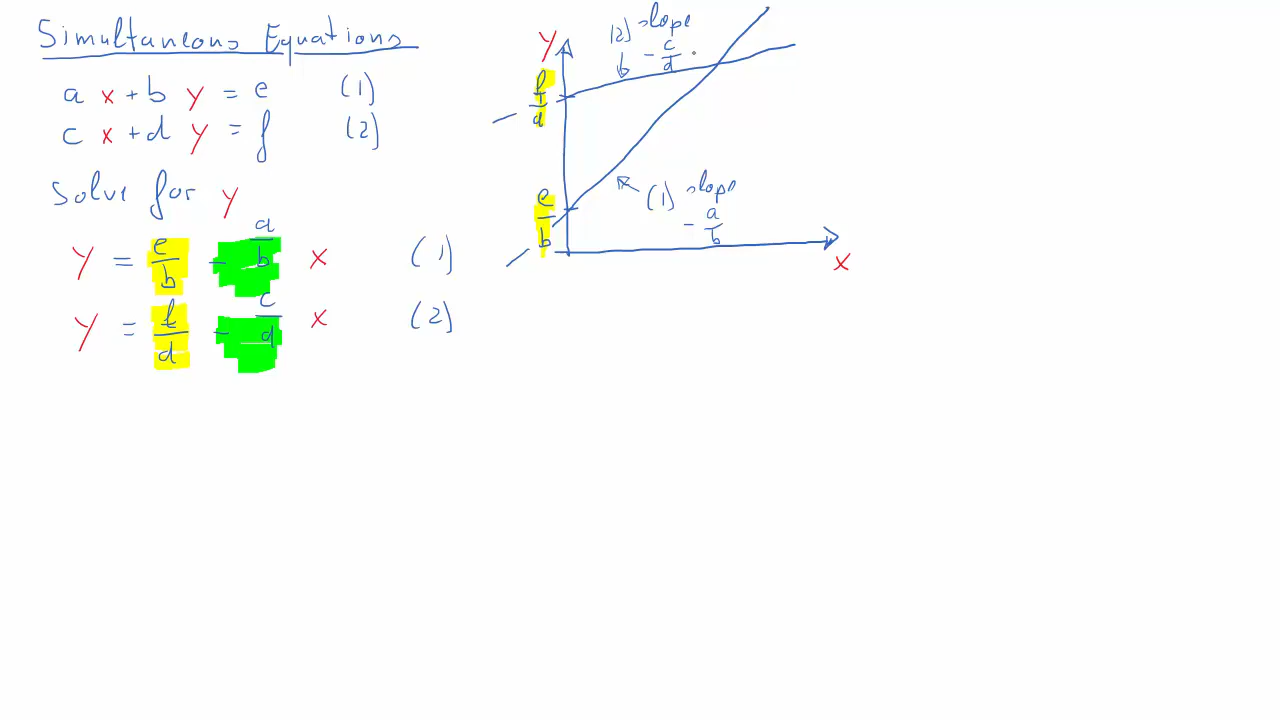 Simultaneous Equations
a x + b y = e (1)
c x + d y = f (2)
Solve for y
y = e/b - a/b x (1)
y = f/d - c/d x (2)
y
(2) slope
- c/d
f/d
(1) slope
- a/b
e/b
x